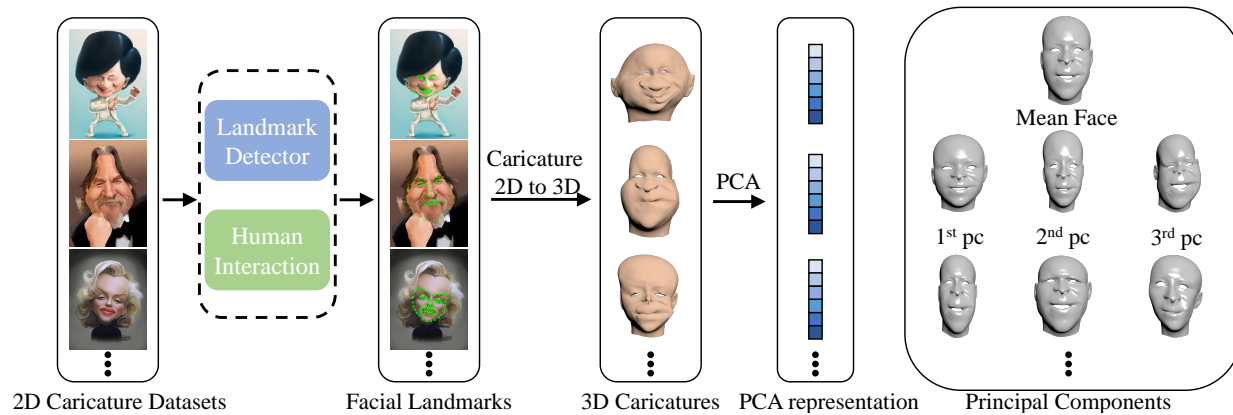 Landmark
Detector
Human
Interaction
Caricature
2D to 3D
PCA
Mean Face
1st pc
2nd pc
3rd pc
2D Caricature Datasets
Facial Landmarks
3D Caricatures
PCA representation
Principal Components